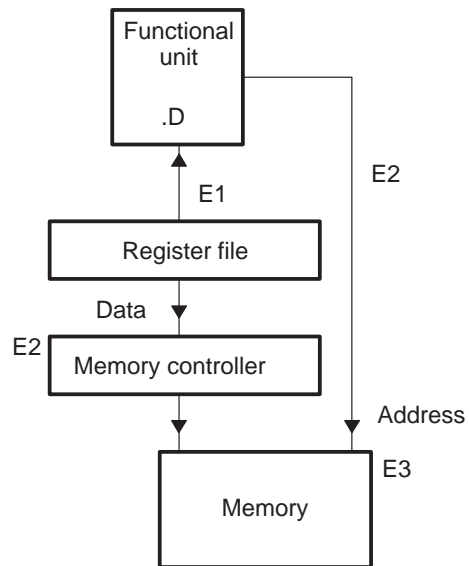 Functional
unit
.D
E2
E1
Register file
Data
E2
Memory controller
Address
E3
Memory